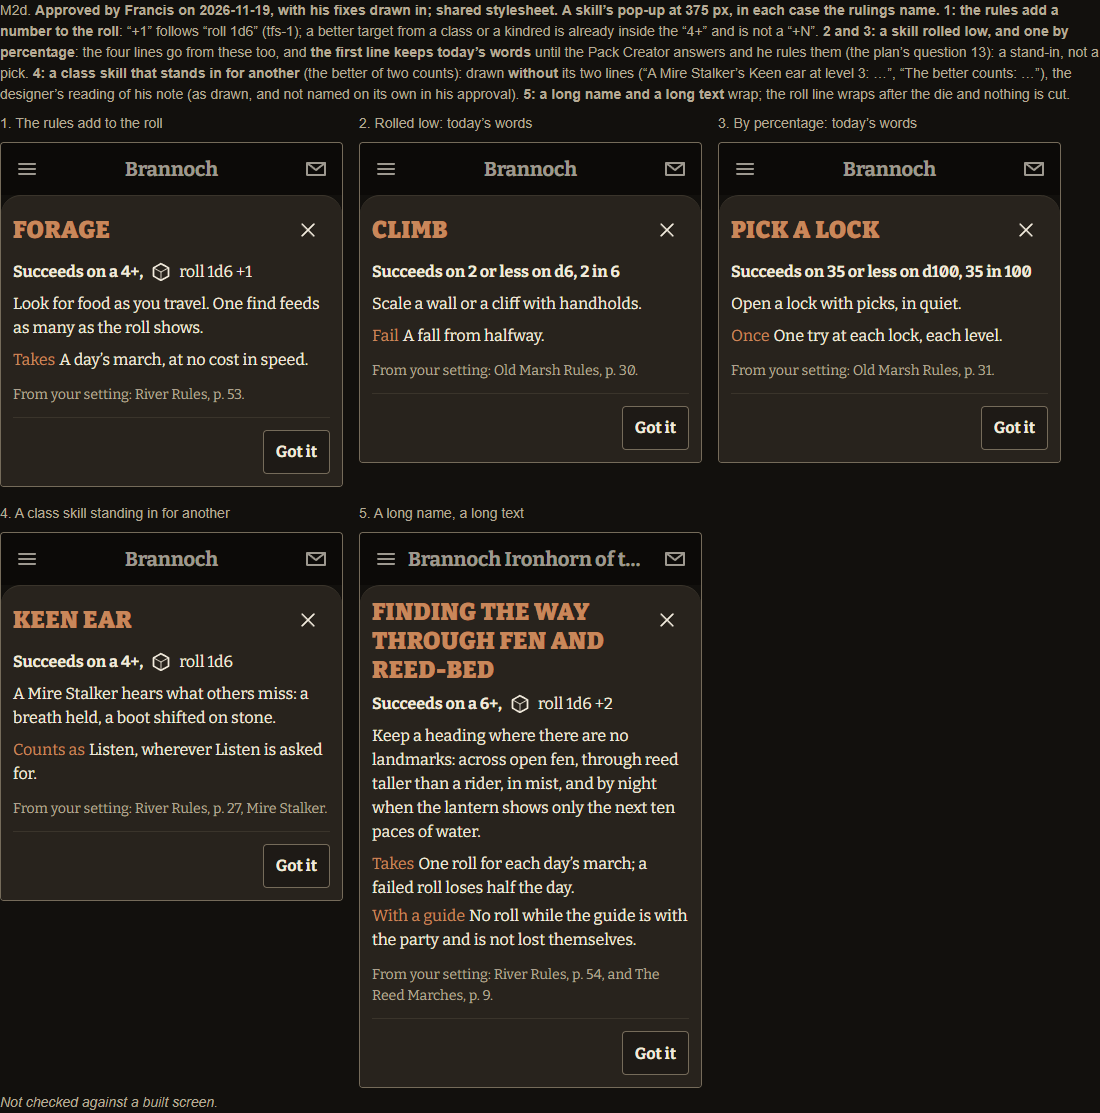 M2d. Approved by Francis on 2026-11-19, with his fixes drawn in; shared stylesheet. A skill’s pop-up at 375 px, in each case the rulings name. 1: the rules add a
number to the roll: “+1” follows “roll 1d6” (tfs-1); a better target from a class or a kindred is already inside the “4+” and is not a “+N”. 2 and 3: a skill rolled low, and one by
percentage: the four lines go from these too, and the first line keeps today’s words until the Pack Creator answers and he rules them (the plan’s question 13): a stand-in, not a
pick. 4: a class skill that stands in for another (the better of two counts): drawn without its two lines (“A Mire Stalker’s Keen ear at level 3: …”, “The better counts: …”), the
designer’s reading of his note (as drawn, and not named on its own in his approval). 5: a long name and a long text wrap; the roll line wraps after the die and nothing is cut.
1. The rules add to the roll
Brannoch
FORAGE
Succeeds on a 4+, roll 1d6 +1
Look for food as you travel. One find feeds
as many as the roll shows.
Takes A day’s march, at no cost in speed.
From your setting: River Rules, p. 53.
Got it
2. Rolled low: today’s words
Brannoch
CLIMB
Succeeds on 2 or less on d6, 2 in 6
Scale a wall or a cliff with handholds.
Fail A fall from halfway.
From your setting: Old Marsh Rules, p. 30.
Got it
3. By percentage: today’s words
Brannoch
PICK A LOCK
Succeeds on 35 or less on d100, 35 in 100
Open a lock with picks, in quiet.
Once One try at each lock, each level.
From your setting: Old Marsh Rules, p. 31.
Got it
4. A class skill standing in for another
Brannoch
KEEN EAR
Succeeds on a 4+, roll 1d6
A Mire Stalker hears what others miss: a
breath held, a boot shifted on stone.
Counts as Listen, wherever Listen is asked
for.
From your setting: River Rules, p. 27, Mire Stalker.
Got it
5. A long name, a long text
Brannoch Ironhorn of t…
FINDING THE WAY
THROUGH FEN AND
REED-BED
Succeeds on a 6+, roll 1d6 +2
Keep a heading where there are no
landmarks: across open fen, through reed
taller than a rider, in mist, and by night
when the lantern shows only the next ten
paces of water.
Takes One roll for each day’s march; a
failed roll loses half the day.
With a guide No roll while the guide is with
the party and is not lost themselves.
From your setting: River Rules, p. 54, and The
Reed Marches, p. 9.
Got it
Not checked against a built screen.